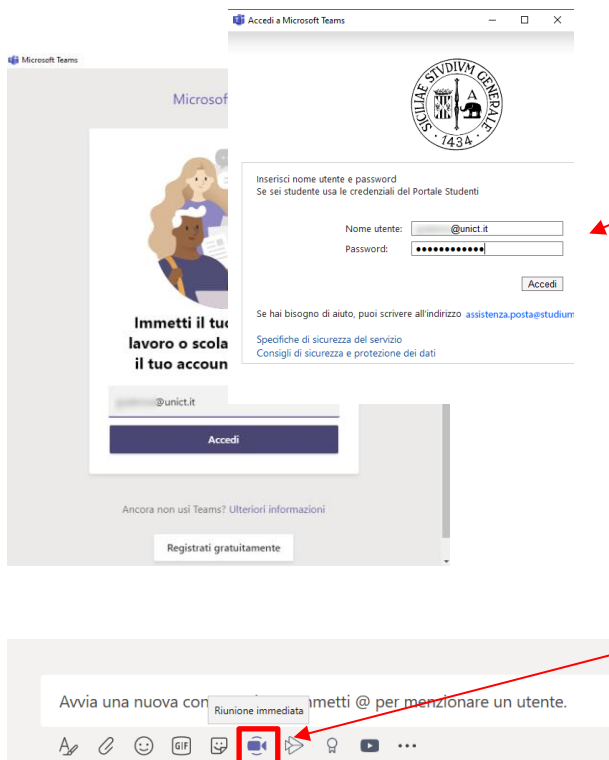 Accedi a Microsoft Teams
Microsoft Teams
SICILIAE STVDIVM GENERALE
1434
A
Inserisci nome utente e password
Se sei studente usa le credenziali del Portale Studenti
Nome utente: @unict.it
Password: ••••••••••••
Accedi
Se hai bisogno di aiuto, puoi scrivere all'indirizzo assistenza.posta@studium
Specifiche di sicurezza del servizio
Consigli di sicurezza e protezione dei dati
Microsof
Immetti il tuo
lavoro o scola
il tuo accoun
@unict.it
Accedi
Ancora non usi Teams? Ulteriori informazioni
Registrati gratuitamente
Avvia una nuova con mmetti @ per menzionare un utente.
Riunione immediata
GIF